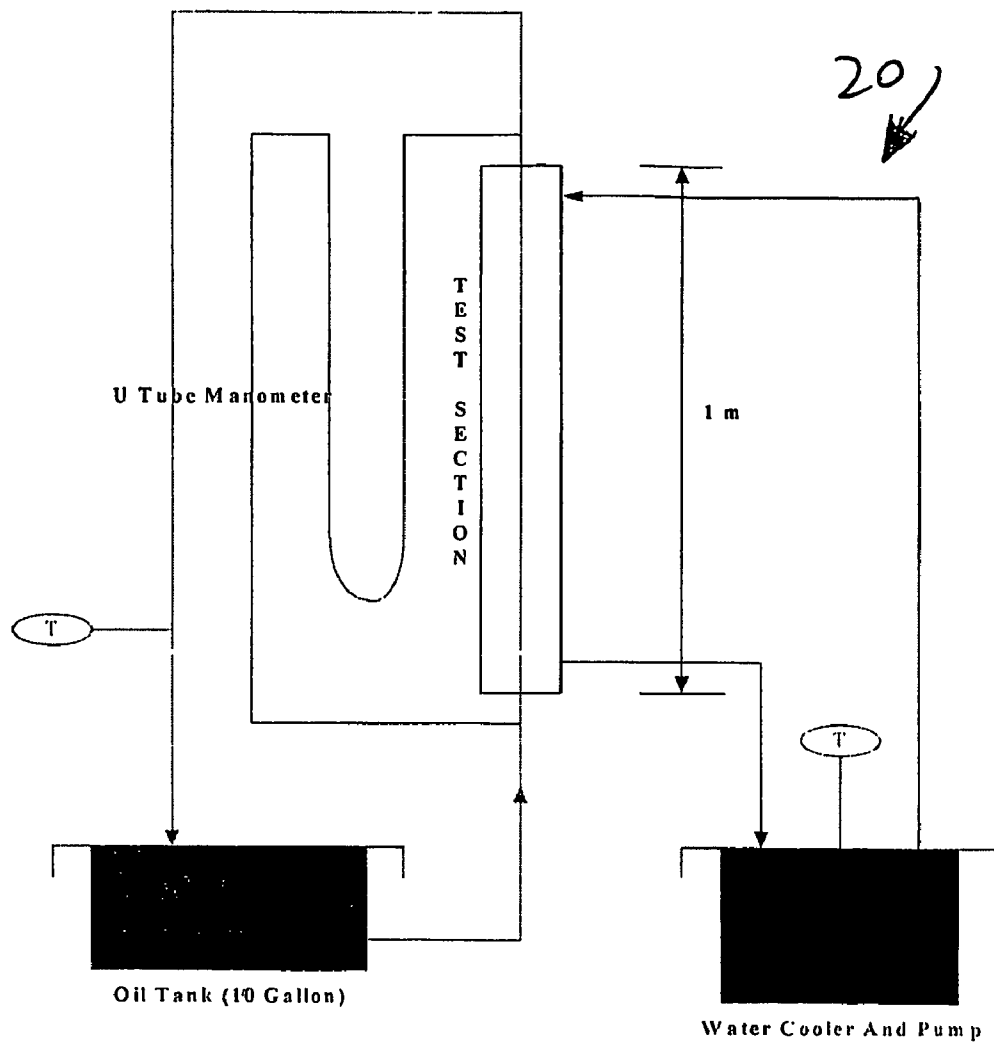 20
TEST SECTION
U Tube Manometer
1 m
T
T
Oil Tank (10 Gallon)
Water Cooler And Pump